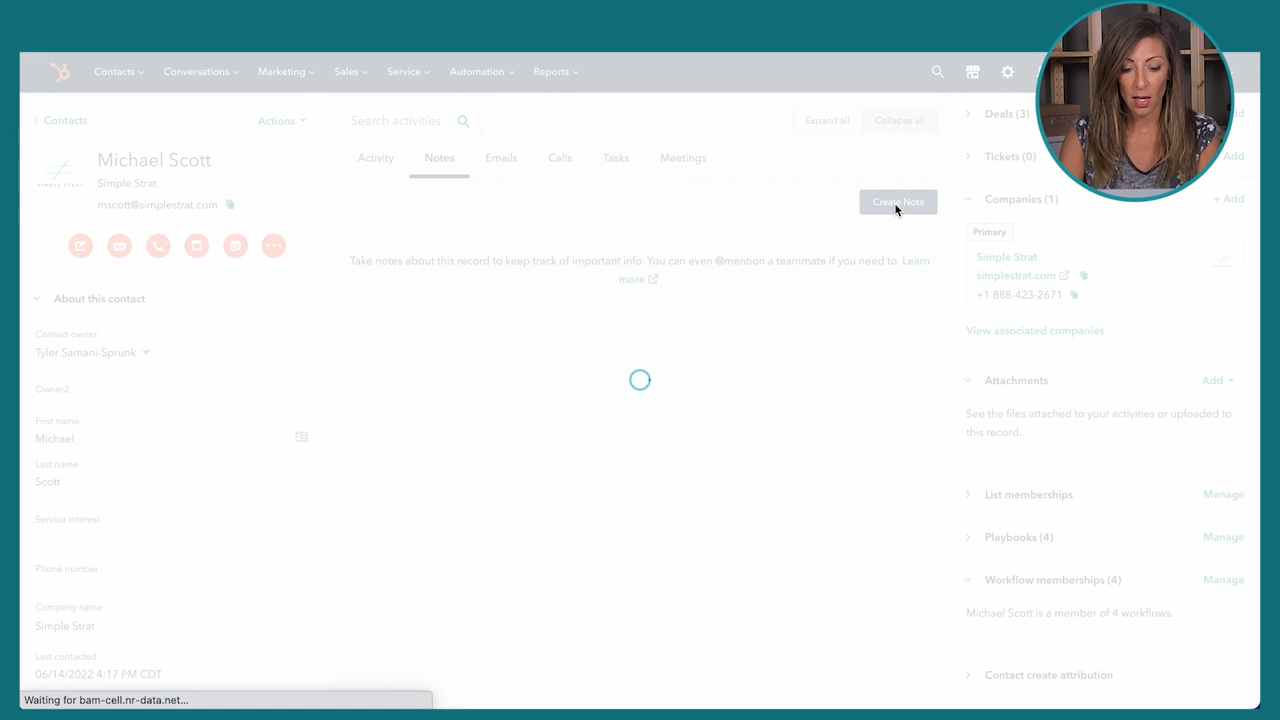 Contacts
Conversations
Marketing
Sales
Service
Automation
Reports
Contacts
Actions
Michael Scott
Simple Strat
mscott@simplestrat.com
SIMPLE STRAT
About this contact
Contact owner
Tyler Samani-Sprunk
Owner2
First name
Michael
Last name
Scott
Service Interest
Phone number
Company name
Simple Strat
Last contacted
06/14/2022 4:17 PM CDT
Waiting for bam-cell.nr-data.net...
Search activities
Expand all
Collapse all
Activity
Notes
Emails
Calls
Tasks
Meetings
Create Note
Take notes about this record to keep track of important info. You can even @mention a teammate if you need to. Learn
more
Deals (3)
Tickets (0)
Add
Companies (1)
+ Add
Primary
Simple Strat
simplestrat.com
+1 888-423-2671
View associated companies
Attachments
Add
See the files attached to your activities or uploaded to
this record.
List memberships
Manage
Playbooks (4)
Manage
Workflow memberships (4)
Manage
Michael Scott is a member of 4 workflows.
Contact create attribution